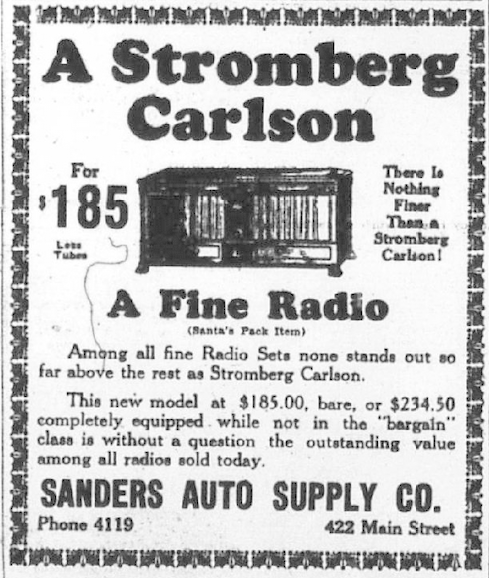 A Stromberg
Carlson
For
$185
Less
Tubes
There Is
Nothing
Finer
Than a
Stromberg
Carlson!
A Fine Radio
(Santa's Pack Item)
Among all fine Radio Sets none stands out so
far above the rest as Stromberg Carlson.
This new model at $185.00, bare, or $234.50
completely equipped while not in the "bargain"
class is without a question the outstanding value
among all radios sold today.
SANDERS AUTO SUPPLY CO.
Phone 4119
422 Main Street